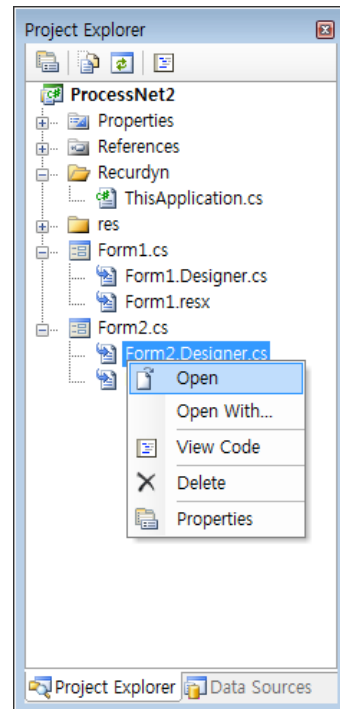 Project Explorer
ProcessNet2
Properties
References
Recurdyn
ThisApplication.cs
res
Form1.cs
Form1.Designer.cs
Form1.resx
Form2.cs
Form2.Designer.cs
Open
Open With...
View Code
Delete
Properties
Project Explorer Data Sources